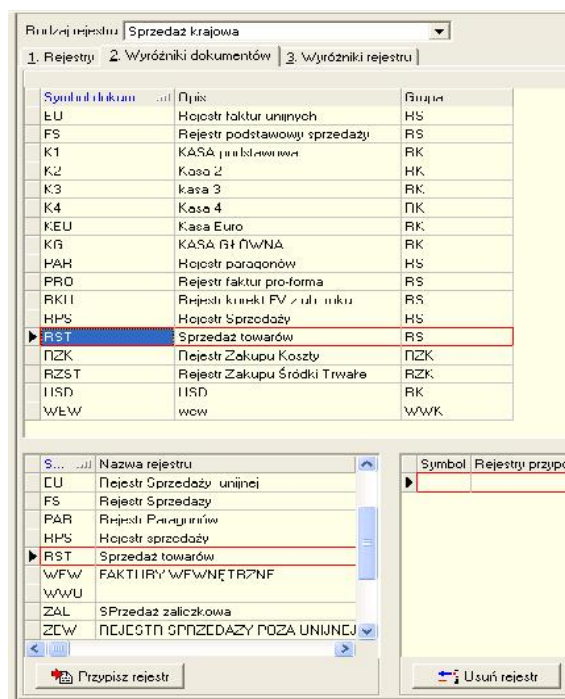 Rodzaj rejestru Sprzedaż krajowa
1. Rejestry 2. Wyróżniki dokumentów 3. Wyróżniki rejestru
Symbol dokum Opis Grupa
EU Rejestr faktur unijnych RS
FS Rejestr podstawowy sprzedaży RS
K1 KASA podstawowa RK
K2 Kasa 2 RK
K3 kasa 3 RK
K4 Kasa 4 RK
KEU Kasa Euro RK
KG KASA GŁÓWNA RK
PAR Rejestr paragonów RS
PRO Rejestr faktur pro-forma RS
RKU Rejestr korekt FV z ub. roku RS
RPS Rejestr Sprzedaży RS
RST Sprzedaż towarów RS
RZK Rejestr Zakupu Koszty RZK
RZST Rejestr Zakupu Śródki Trwałe RZK
USD USD RK
WEW wew WWK
S... Nazwa rejestru Symbol Rejestry przypo
EU Rejestr Sprzedaży unijnej
FS Rejestr Sprzedazy
PAR Rejestr Paragonów
RPS Rejestr sprzedaży
RST Sprzedaż towarów
WEW FAKTURY WEWNĘTRZNE
WWU
ZAL SPrzedaż zaliczkowa
ZEW REJESTR SPRZEDAZY POZA UNIJNEJ
Przypisz rejestr Usuń rejestr